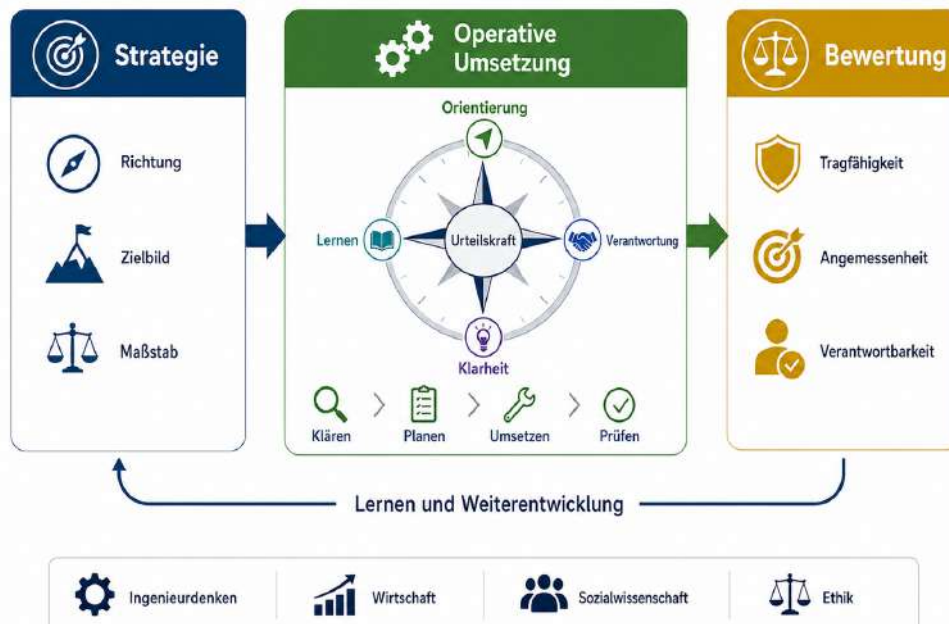 Strategie
Richtung
Zielbild
Maßstab
Operative
Umsetzung
Orientierung
Lernen
Urteilskraft
Verantwortung
Klarheit
Klären
Planen
Umsetzen
Prüfen
Bewertung
Tragfähigkeit
Angemessenheit
Verantwortbarkeit
Lernen und Weiterentwicklung
Ingenieurdenken
Wirtschaft
Sozialwissenschaft
Ethik